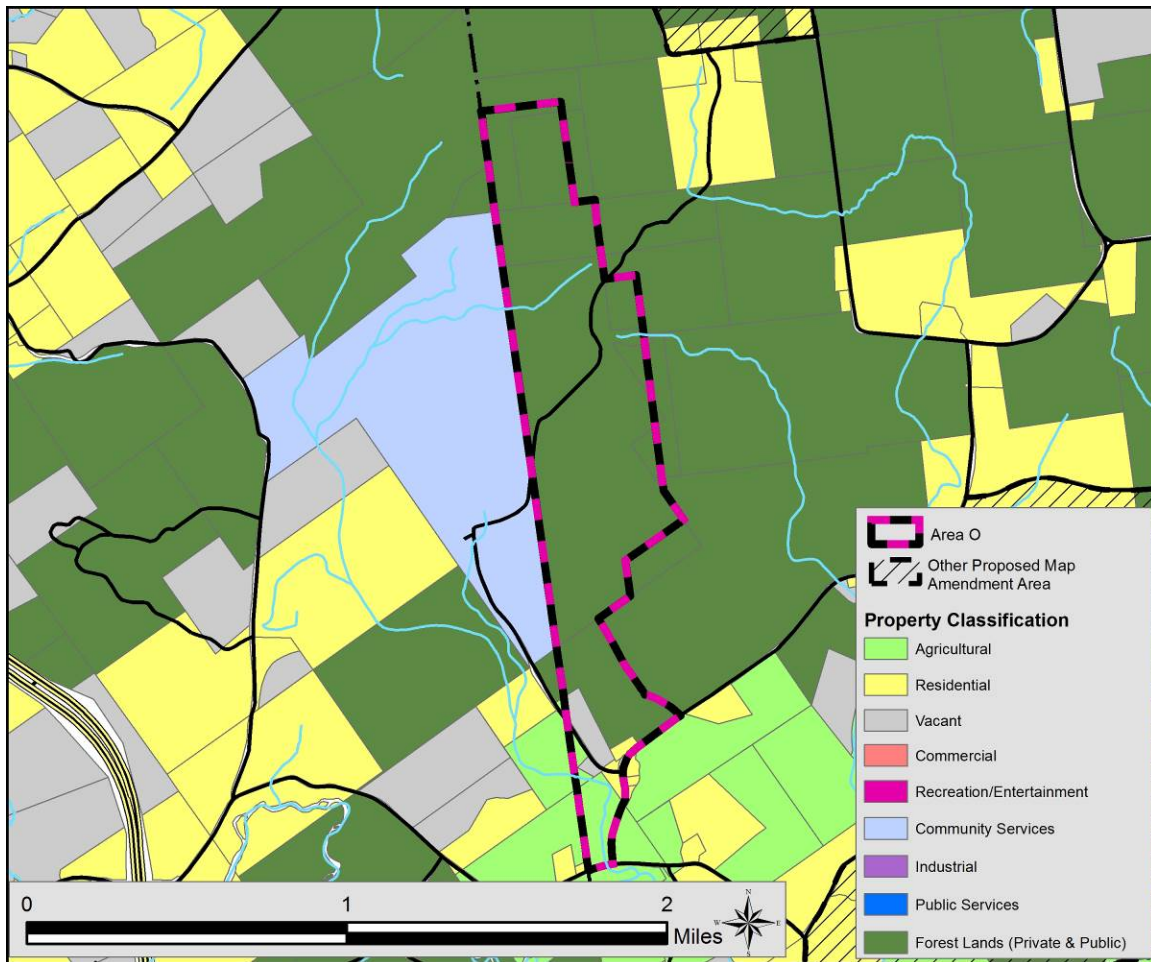 Area O
Other Proposed Map
Amendment Area
Property Classification
Agricultural
Residential
Vacant
Commercial
Recreation/Entertainment
Community Services
Industrial
Public Services
Forest Lands (Private & Public)
0 1 2
Miles
N
W E
S